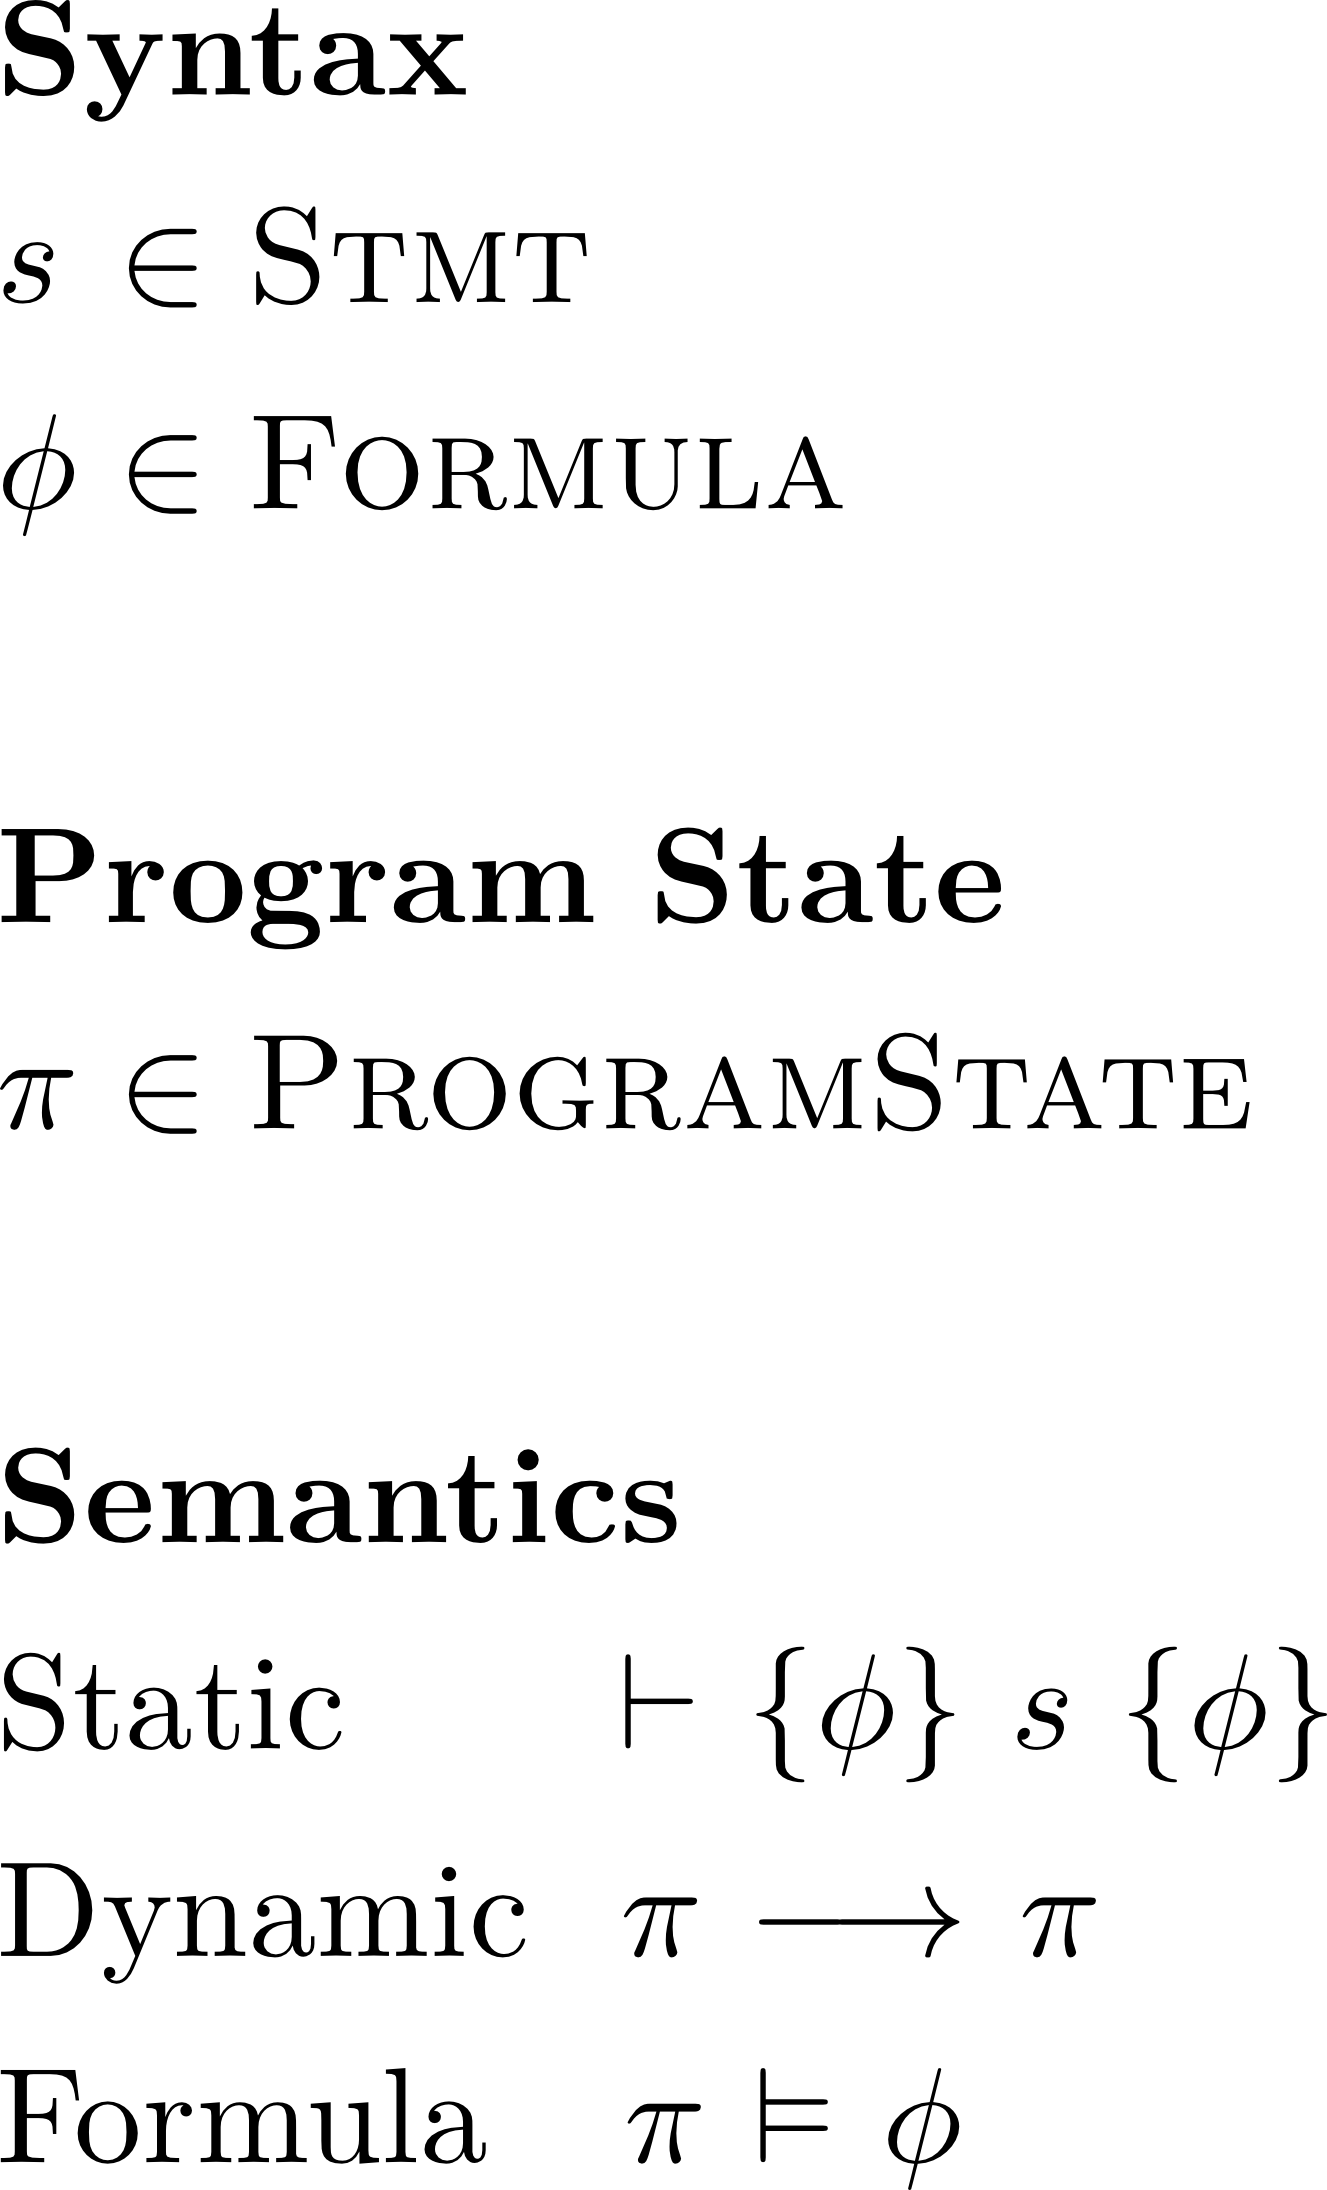 Syntax
s ∈ STMT
ϕ ∈ FORMULA
Program State
π ∈ PROGRAMSTATE
Semantics
Static ⊢ {ϕ} s {ϕ}
Dynamic π ⟶ π
Formula π ⊨ ϕ